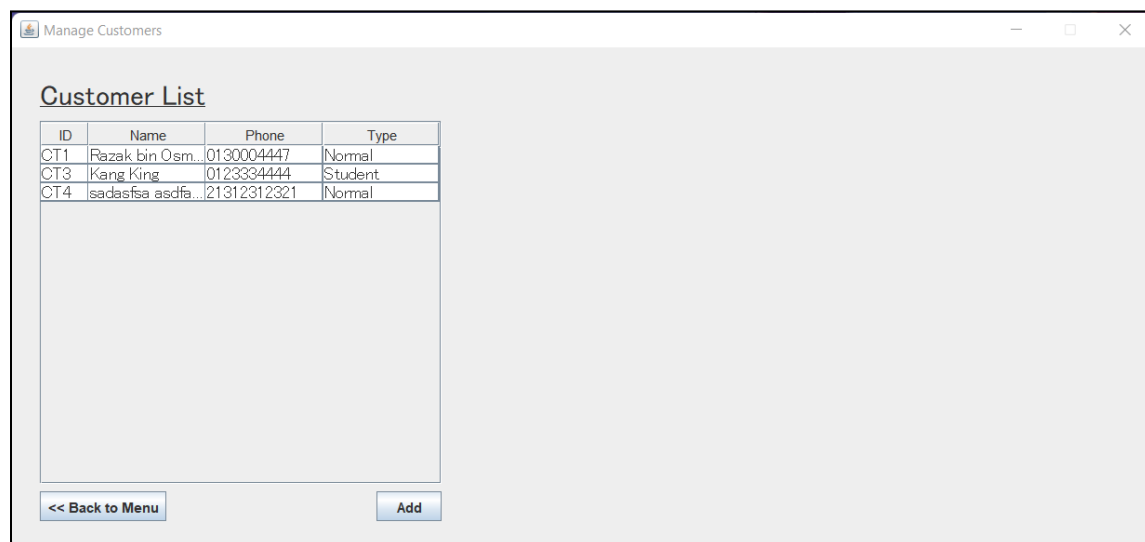 Manage Customers
Customer List
ID Name Phone Type
CT1 Razak bin Osm... 0130004447 Normal
CT3 Kang King 0123334444 Student
CT4 sadasfsa asdfa... 21312312321 Normal
<< Back to Menu Add